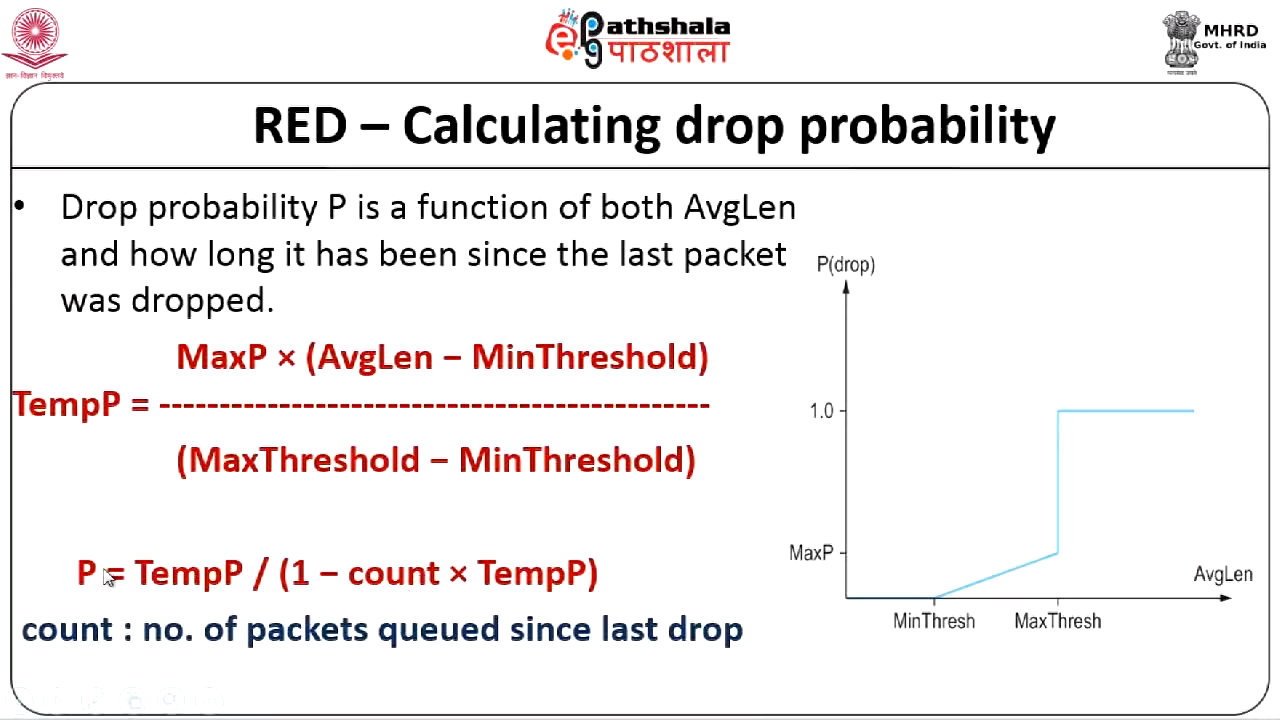 ज्ञान-विज्ञान विमुक्तये
ePathshala
पाठशाला
MHRD
Govt. of India
RED – Calculating drop probability
• Drop probability P is a function of both AvgLen
and how long it has been since the last packet
was dropped.
MaxP × (AvgLen – MinThreshold)
TempP = -----------------------------------------------
(MaxThreshold – MinThreshold)
P = TempP / (1 – count × TempP)
count : no. of packets queued since last drop
P(drop)
1.0
MaxP
AvgLen
MinThresh MaxThresh